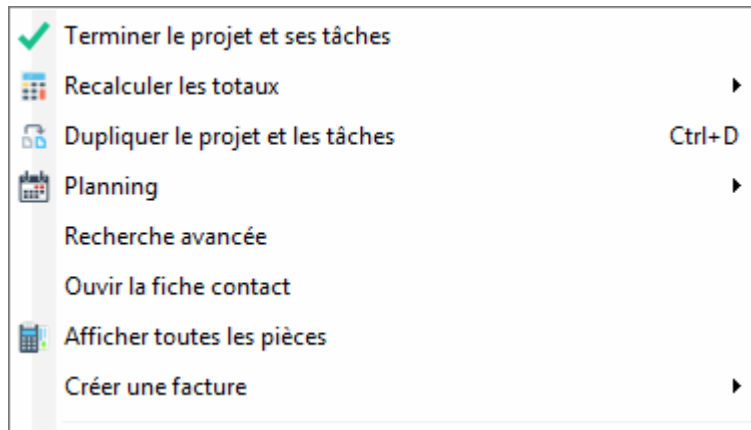 Terminer le projet et ses tâches
Recalculer les totaux
Dupliquer le projet et les tâches Ctrl+D
Planning
Recherche avancée
Ouvir la fiche contact
Afficher toutes les pièces
Créer une facture